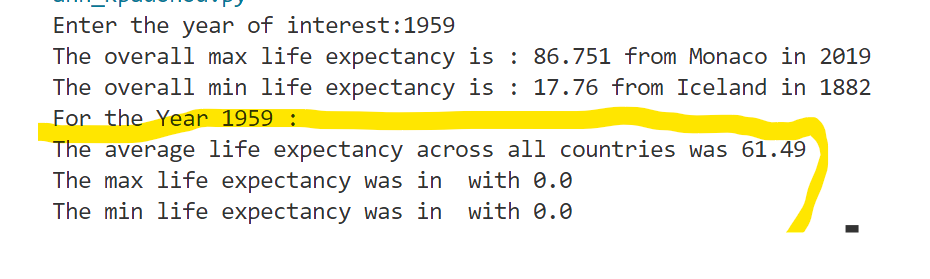 Enter the year of interest:1959
The overall max life expectancy is : 86.751 from Monaco in 2019
The overall min life expectancy is : 17.76 from Iceland in 1882
For the Year 1959 :
The average life expectancy across all countries was 61.49
The max life expectancy was in  with 0.0
The min life expectancy was in  with 0.0